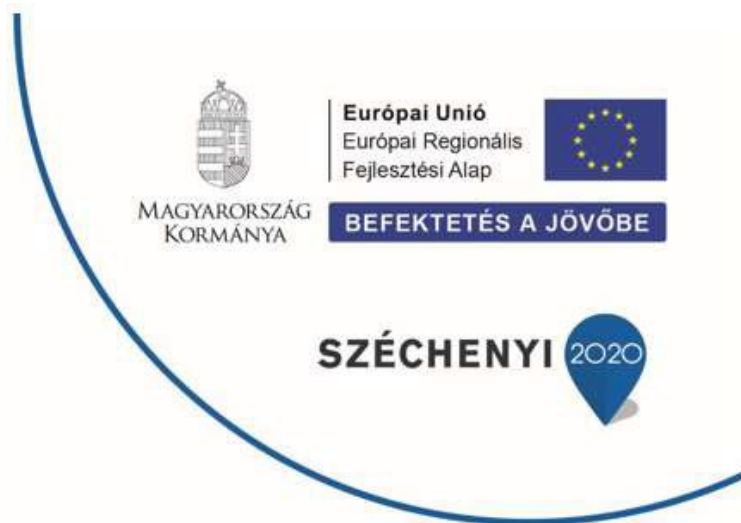 Európai Unió
Európai Regionális
Fejlesztési Alap
MAGYARORSZÁG
KORMÁNYA
BEFEKTETÉS A JÖVŐBE
SZÉCHENYI 2020